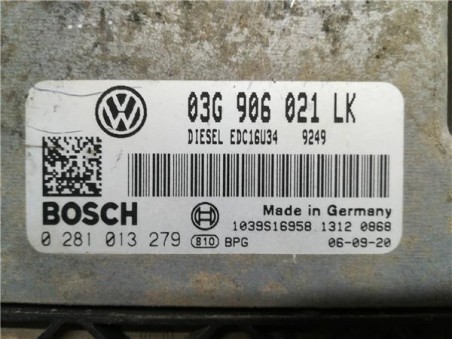 03G 906 021 LK
DIESEL EDC16U34 9249
BOSCH
Made in Germany
1039S16958 1312 0868
0 281 013 279 810 BPG 06-09-20